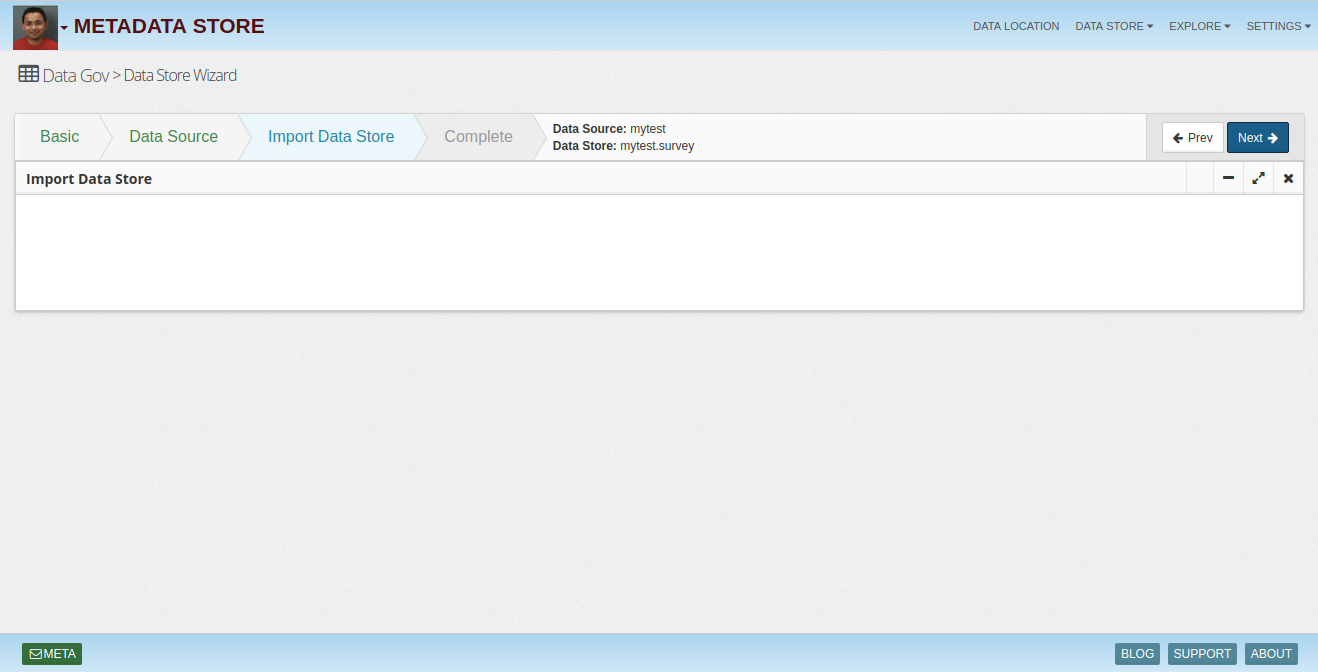 METADATA STORE
DATA LOCATION
DATA STORE
EXPLORE
SETTINGS
Data Gov > Data Store Wizard
Basic
Data Source
Import Data Store
Complete
Data Source: mytest
Data Store: mytest.survey
Prev
Next
Import Data Store
META
BLOG
SUPPORT
ABOUT